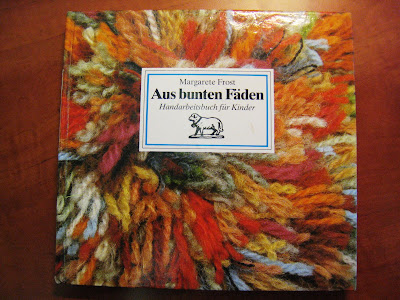 Margarete Frost
Aus bunten Fäden
Handarbeitsbuch für Kinder